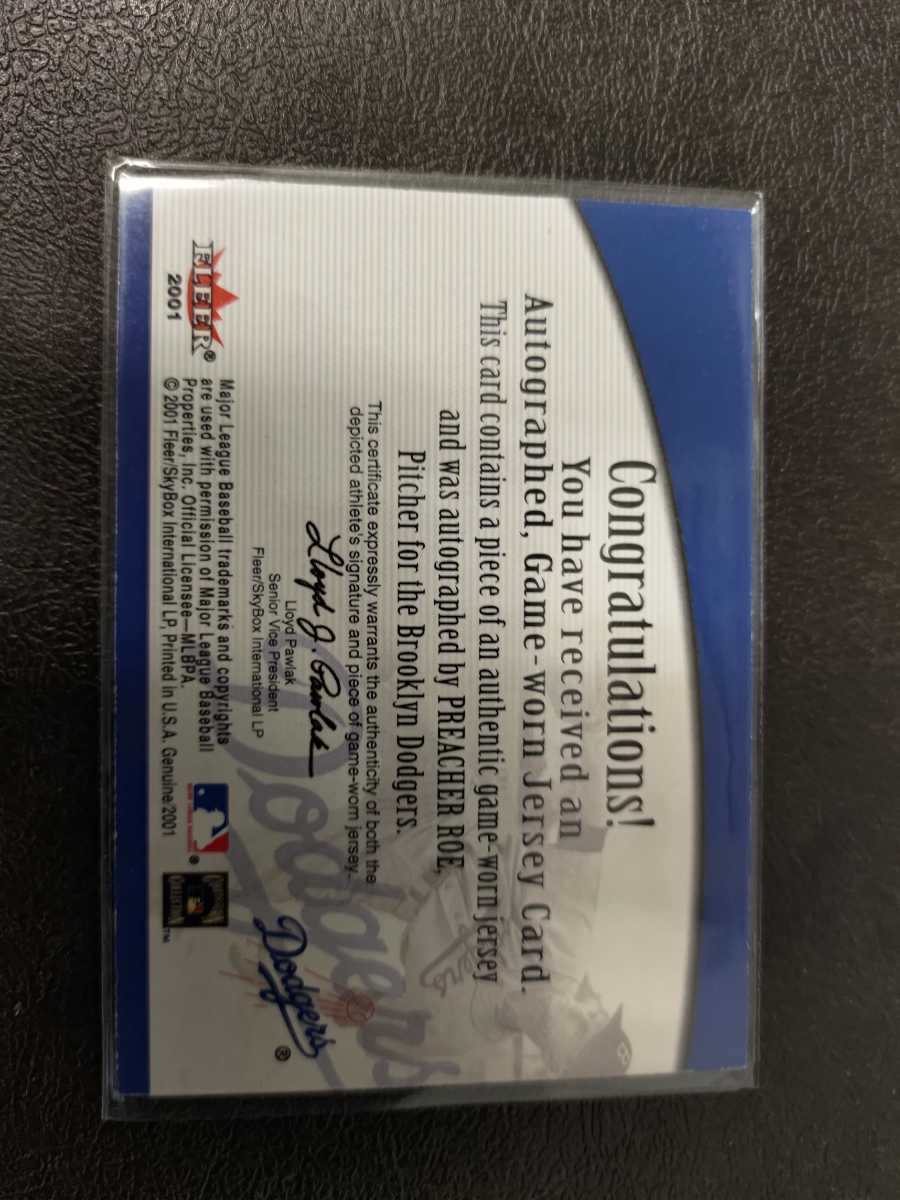 Congratulations!
You have received an
Autographed, Game-worn Jersey Card.
This card contains a piece of an authentic game-worn jersey
and was autographed by PREACHER ROE,
Pitcher for the Brooklyn Dodgers.
This certificate expressly warrants the authenticity of both the
depicted athlete's signature and piece of game-worn jersey.
Lloyd J. Pawlak
Lloyd Pawlak
Senior Vice President
Fleer/SkyBox International LP
FLEER®
2001
Major League Baseball trademarks and copyrights
are used with permission of Major League Baseball
Properties, Inc. Official Licensee—MLBPA.
© 2001 Fleer/SkyBox International LP, Printed in U.S.A. Genuine/2001
®
™
Dodgers
®
Dodgers
B